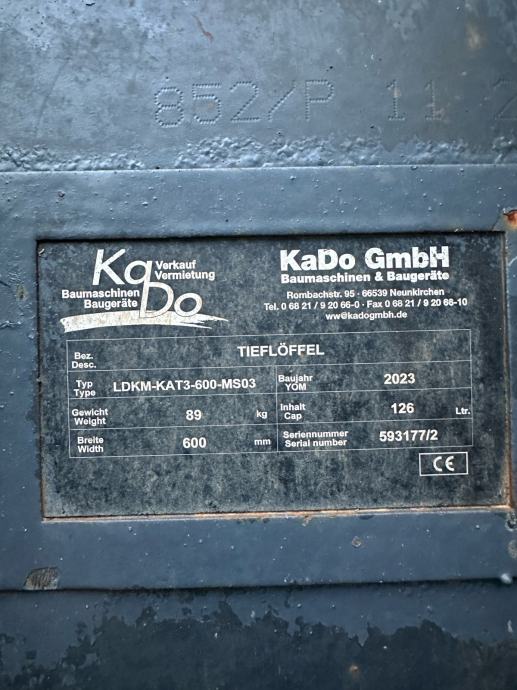 852/P 11 2
KaDo
Verkauf
Vermietung
Baumaschinen
Baugeräte
KaDo GmbH
Baumaschinen & Baugeräte
Rombachstr. 95 - 66539 Neunkirchen
Tel. 0 68 21 / 9 20 66-0 - Fax 0 68 21 / 9 20 66-10
ww@kadogmbh.de
Bez.
Desc.
TIEFLÖFFEL
Typ
Type
LDKM-KAT3-600-MS03
Baujahr
YOM
2023
Gewicht
Weight
89
kg
Inhalt
Cap
126
Ltr.
Breite
Width
600
mm
Seriennummer
Serial number
593177/2
CE